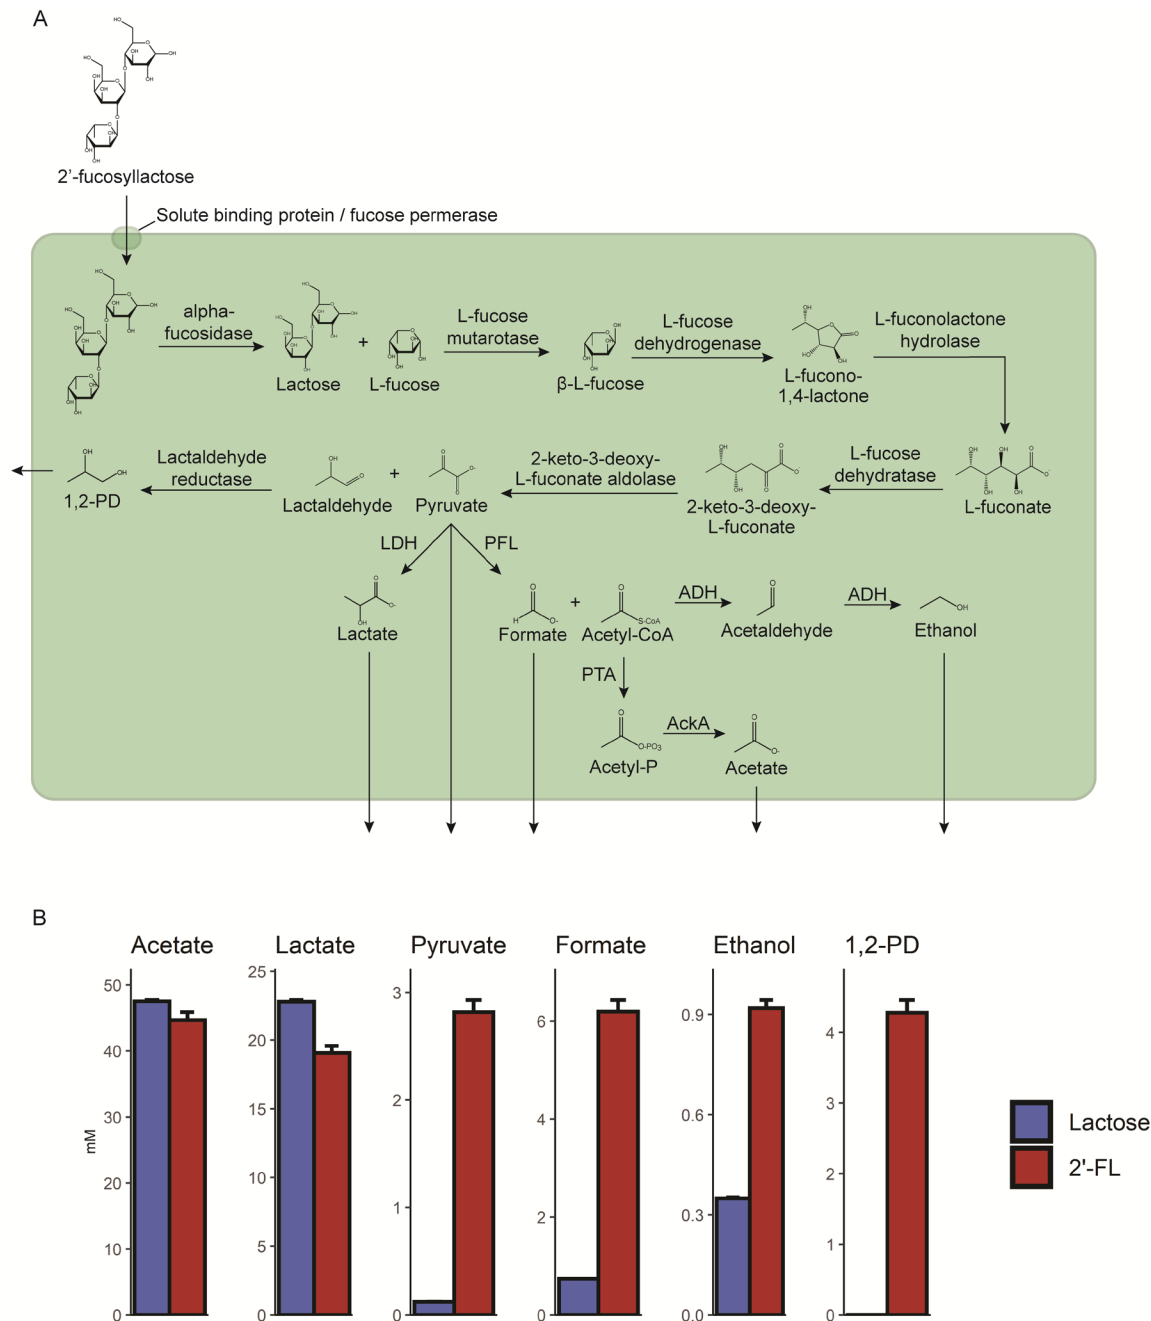 A
2'-fucosyllactose
Solute binding protein / fucose permerase
alpha-
fucosidase
L-fucose
mutarotase
L-fucose
dehydrogenase
L-fuconolactone
hydrolase
Lactose
+
L-fucose
β-L-fucose
L-fucono-
1,4-lactone
Lactaldehyde
reductase
2-keto-3-deoxy-
L-fuconate aldolase
L-fucose
dehydratase
1,2-PD
Lactaldehyde
+
Pyruvate
2-keto-3-deoxy-
L-fuconate
L-fuconate
LDH
PFL
ADH
ADH
Lactate
Formate
+
Acetyl-CoA
Acetaldehyde
Ethanol
PTA
AckA
Acetyl-P
Acetate
B
Acetate
Lactate
Pyruvate
Formate
Ethanol
1,2-PD
mM
50
40
30
20
10
0
25
20
15
10
5
0
3
2
1
0
6
4
2
0
0.9
0.6
0.3
0.0
4
3
2
1
0
Lactose
2'-FL